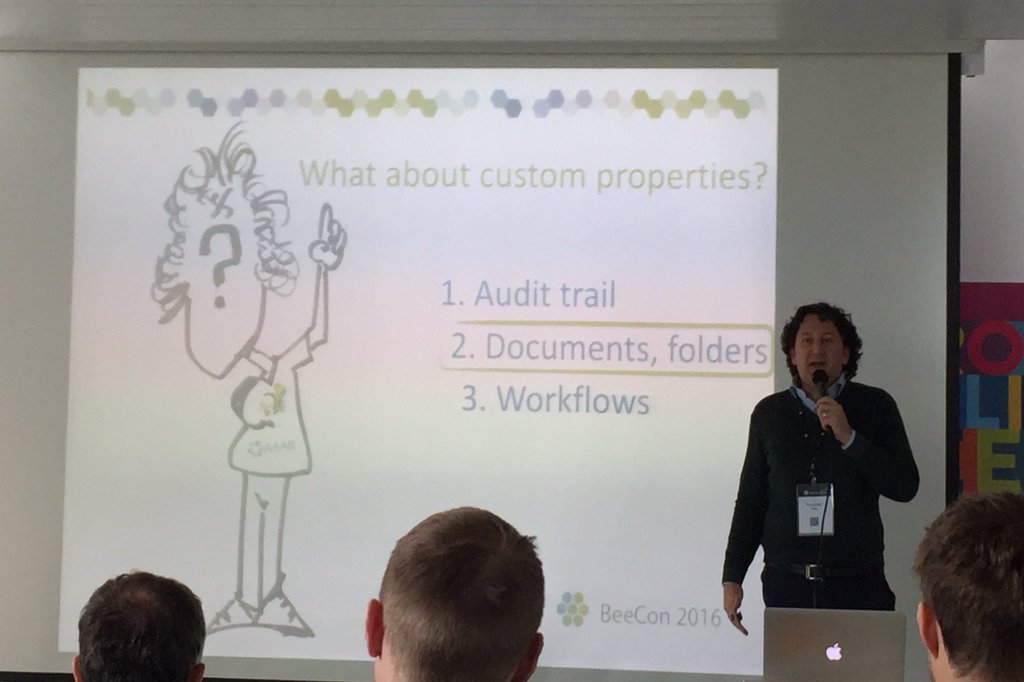 What about custom properties?
?
1. Audit trail
2. Documents, folders
3. Workflows
BeeCon 2016